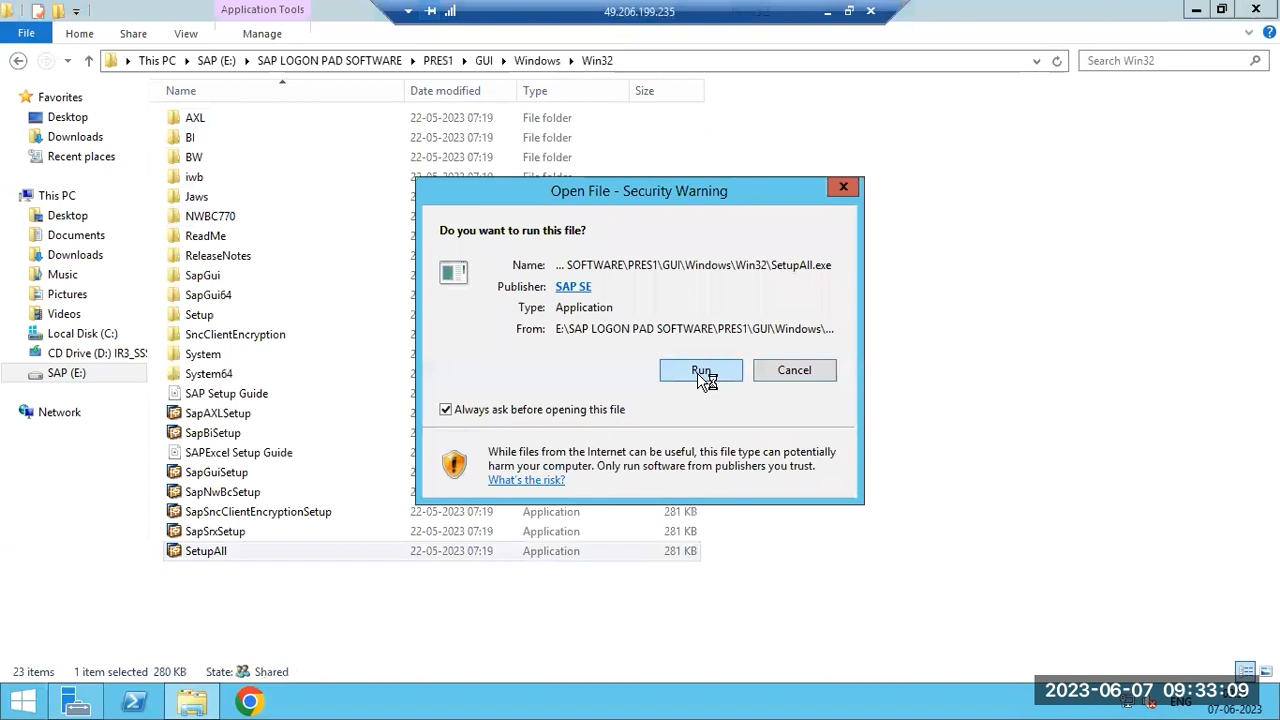 Application Tools
49.206.199.235
File Home Share View Manage
This PC SAP (E:) SAP LOGON PAD SOFTWARE PRES1 GUI Windows Win32
Search Win32
Name Date modified Type Size
Favorites
Desktop
Downloads
Recent places
This PC
Desktop
Documents
Downloads
Music
Pictures
Videos
Local Disk (C:)
CD Drive (D:) IR3_SSS
SAP (E:)
Network
AXL 22-05-2023 07:19 File folder
BI 22-05-2023 07:19 File folder
BW 22-05-2023 07:19 File folder
iwb 22-05-2023 07:19 File folder
Jaws
NWBC770
ReadMe
ReleaseNotes
SapGui
SapGui64
Setup
SncClientEncryption
System
System64
SAP Setup Guide
SapAXLSetup
SapBiSetup
SAPExcel Setup Guide
SapGuiSetup
SapNwBcSetup
SapSncClientEncryptionSetup 22-05-2023 07:19 Application 281 KB
SapSrxSetup 22-05-2023 07:19 Application 281 KB
SetupAll 22-05-2023 07:19 Application 281 KB
Open File - Security Warning
Do you want to run this file?
Name: ... SOFTWARE\PRES1\GUI\Windows\Win32\SetupAll.exe
Publisher: SAP SE
Type: Application
From: E:\SAP LOGON PAD SOFTWARE\PRES1\GUI\Windows\...
Run Cancel
Always ask before opening this file
While files from the Internet can be useful, this file type can potentially
harm your computer. Only run software from publishers you trust.
What's the risk?
23 items 1 item selected 280 KB State: Shared
2023-06-07 09:33:09
ENG
07-06-2023